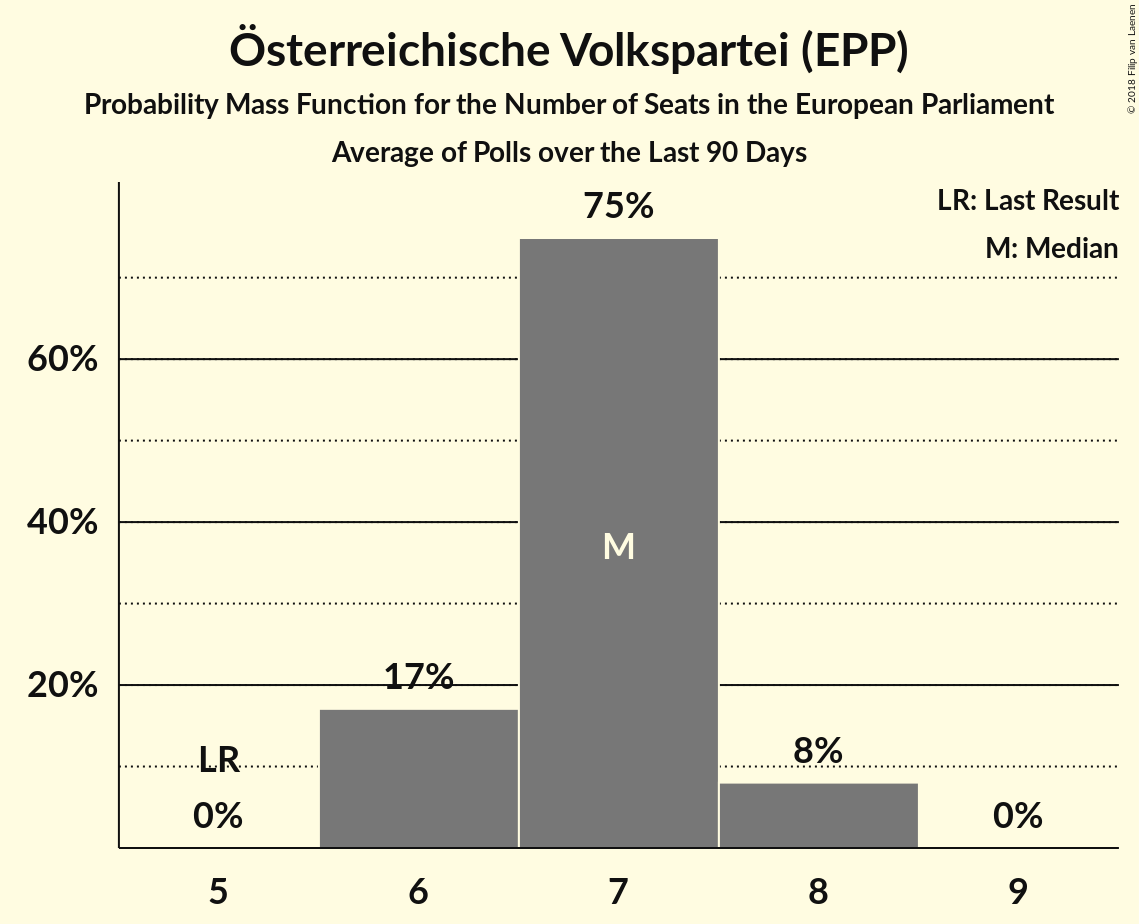 Österreichische Volkspartei (EPP)
Probability Mass Function for the Number of Seats in the European Parliament
Average of Polls over the Last 90 Days
© 2018 Filip van Laenen
LR: Last Result
M: Median
75%
60%
40%
M
20%
17%
LR
8%
0%
0%
5
6
7
8
9